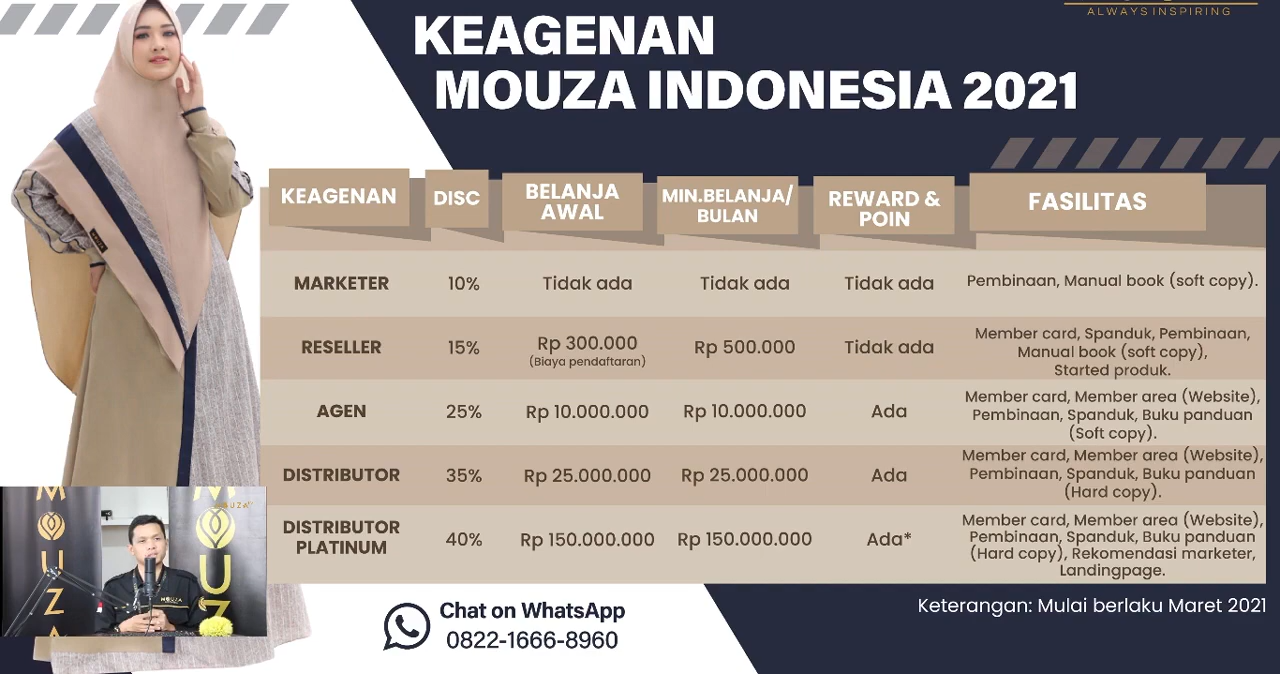 ALWAYS INSPIRING
KEAGENAN
MOUZA INDONESIA 2021
KEAGENAN
DISC
BELANJA
AWAL
MIN.BELANJA/
BULAN
REWARD &
POIN
FASILITAS
MARKETER
10%
Tidak ada
Tidak ada
Tidak ada
Pembinaan, Manual book (soft copy).
RESELLER
15%
Rp 300.000
(Biaya pendaftaran)
Rp 500.000
Tidak ada
Member card, Spanduk, Pembinaan,
Manual book (soft copy),
Started produk.
AGEN
25%
Rp 10.000.000
Rp 10.000.000
Ada
Member card, Member area (Website),
Pembinaan, Spanduk, Buku panduan
(Soft copy).
DISTRIBUTOR
35%
Rp 25.000.000
Rp 25.000.000
Ada
Member card, Member area (Website),
Pembinaan, Spanduk, Buku panduan
(Hard copy).
DISTRIBUTOR
PLATINUM
40%
Rp 150.000.000
Rp 150.000.000
Ada*
Member card, Member area (Website),
Pembinaan, Spanduk, Buku panduan
(Hard copy), Rekomendasi marketer,
Landingpage.
MOUZA
Chat on WhatsApp
0822-1666-8960
Keterangan: Mulai berlaku Maret 2021